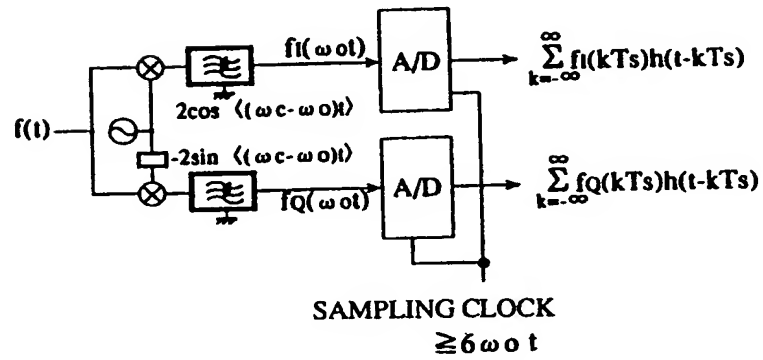 fI(ωot)
A/D
∞
Σ fI(kTs)h(t-kTs)
k=-∞
2cos 〈(ωc-ωo)t〉
f(t)
-2sin 〈(ωc-ωo)t〉
fQ(ωot)
A/D
∞
Σ fQ(kTs)h(t-kTs)
k=-∞
SAMPLING CLOCK
≧6ωot